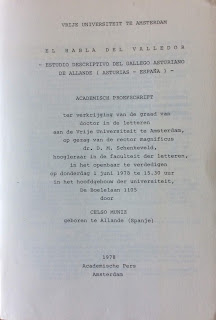 VRIJE UNIVERSITEIT TE AMSTERDAM
EL HABLA DEL VALLEDOR
- ESTUDIO DESCRIPTIVO DEL GALLEGO ASTURIANO
DE ALLANDE ( ASTURIAS - ESPAÑA ) -
ACADEMISCH PROEFSCHRIFT
ter verkrijging van de graad van
doctor in de letteren
aan de Vrije Universiteit te Amsterdam,
op gezag van de rector magnificus
dr. D. M. Schenkeveld,
hoogleraar in de faculteit der letteren,
in het openbaar te verdedigen
op donderdag 1 juni 1978 te 15.30 uur
in het hoofdgebouw der universiteit,
De Boelelaan 1105
door
CELSO MUÑIZ
geboren te Allande (Spanje)
1978
Academische Pers
Amsterdam